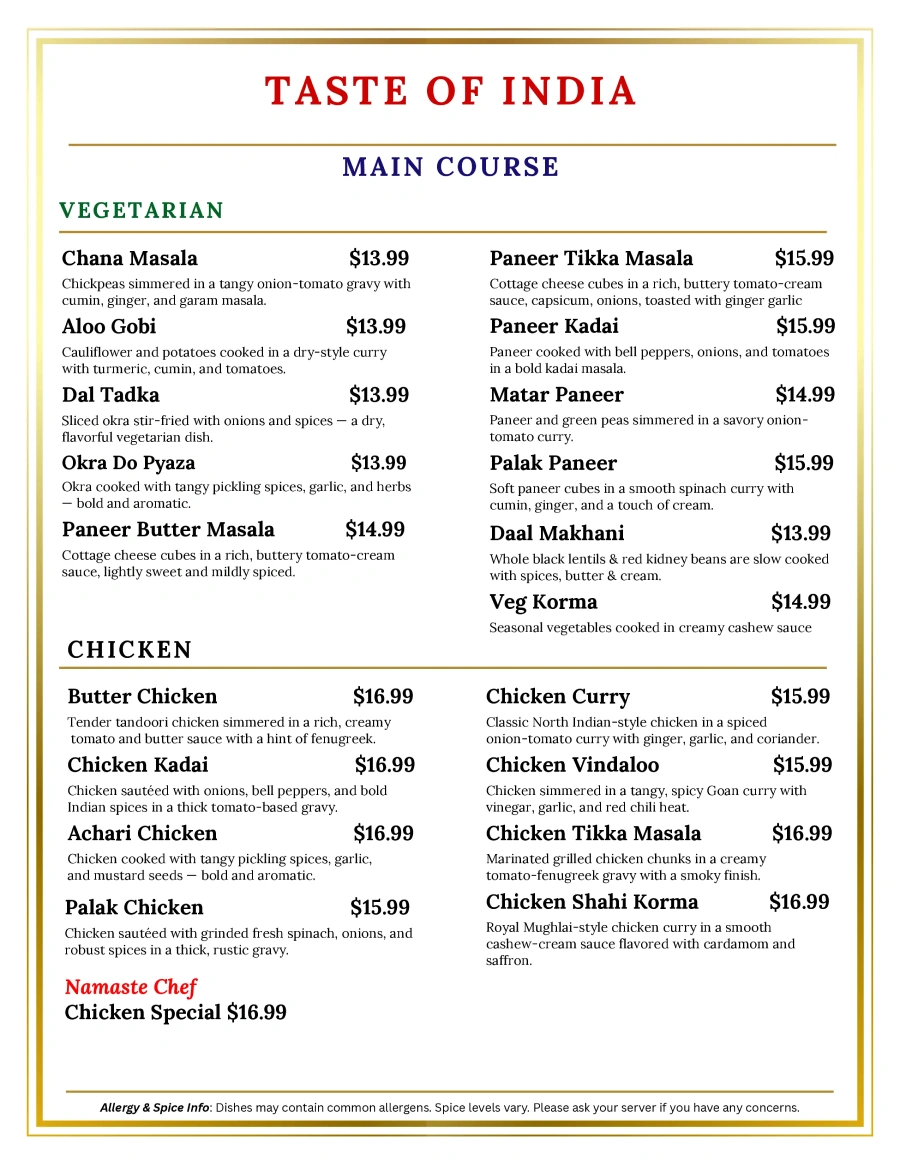 TASTE OF INDIA
MAIN COURSE
VEGETARIAN
Chana Masala $13.99
Chickpeas simmered in a tangy onion-tomato gravy with
cumin, ginger, and garam masala.
Aloo Gobi $13.99
Cauliflower and potatoes cooked in a dry-style curry
with turmeric, cumin, and tomatoes.
Dal Tadka $13.99
Sliced okra stir-fried with onions and spices — a dry,
flavorful vegetarian dish.
Okra Do Pyaza $13.99
Okra cooked with tangy pickling spices, garlic, and herbs
— bold and aromatic.
Paneer Butter Masala $14.99
Cottage cheese cubes in a rich, buttery tomato-cream
sauce, lightly sweet and mildly spiced.
Paneer Tikka Masala $15.99
Cottage cheese cubes in a rich, buttery tomato-cream
sauce, capsicum, onions, toasted with ginger garlic
Paneer Kadai $15.99
Paneer cooked with bell peppers, onions, and tomatoes
in a bold kadai masala.
Matar Paneer $14.99
Paneer and green peas simmered in a savory onion-
tomato curry.
Palak Paneer $15.99
Soft paneer cubes in a smooth spinach curry with
cumin, ginger, and a touch of cream.
Daal Makhani $13.99
Whole black lentils & red kidney beans are slow cooked
with spices, butter & cream.
Veg Korma $14.99
Seasonal vegetables cooked in creamy cashew sauce
CHICKEN
Butter Chicken $16.99
Tender tandoori chicken simmered in a rich, creamy
tomato and butter sauce with a hint of fenugreek.
Chicken Kadai $16.99
Chicken sautéed with onions, bell peppers, and bold
Indian spices in a thick tomato-based gravy.
Achari Chicken $16.99
Chicken cooked with tangy pickling spices, garlic,
and mustard seeds — bold and aromatic.
Palak Chicken $15.99
Chicken sautéed with grinded fresh spinach, onions, and
robust spices in a thick, rustic gravy.
Namaste Chef
Chicken Special $16.99
Chicken Curry $15.99
Classic North Indian-style chicken in a spiced
onion-tomato curry with ginger, garlic, and coriander.
Chicken Vindaloo $15.99
Chicken simmered in a tangy, spicy Goan curry with
vinegar, garlic, and red chili heat.
Chicken Tikka Masala $16.99
Marinated grilled chicken chunks in a creamy
tomato-fenugreek gravy with a smoky finish.
Chicken Shahi Korma $16.99
Royal Mughlai-style chicken curry in a smooth
cashew-cream sauce flavored with cardamom and
saffron.
Allergy & Spice Info: Dishes may contain common allergens. Spice levels vary. Please ask your server if you have any concerns.